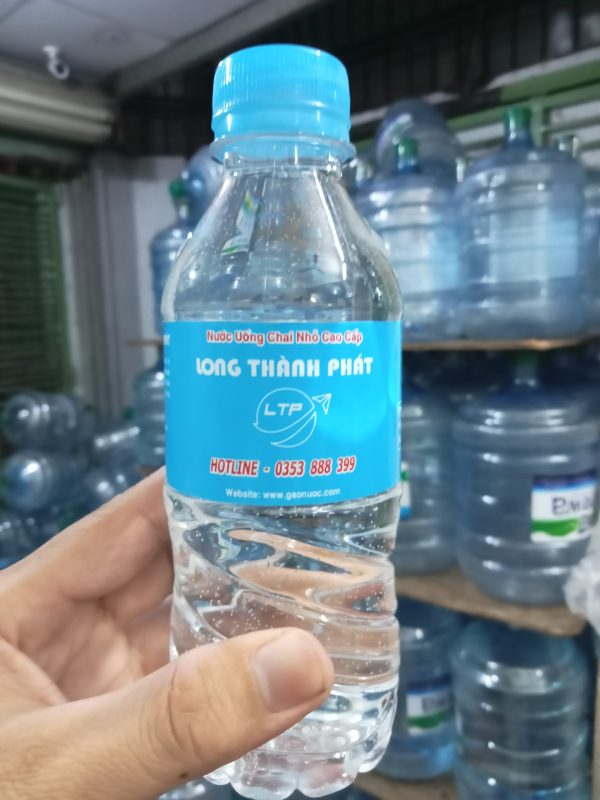 Nước Uống Chai Nhỏ Cao Cấp
LONG THÀNH PHÁT
LTP
HOTLINE - 0353 888 399
Website: www.gaonuoc.com